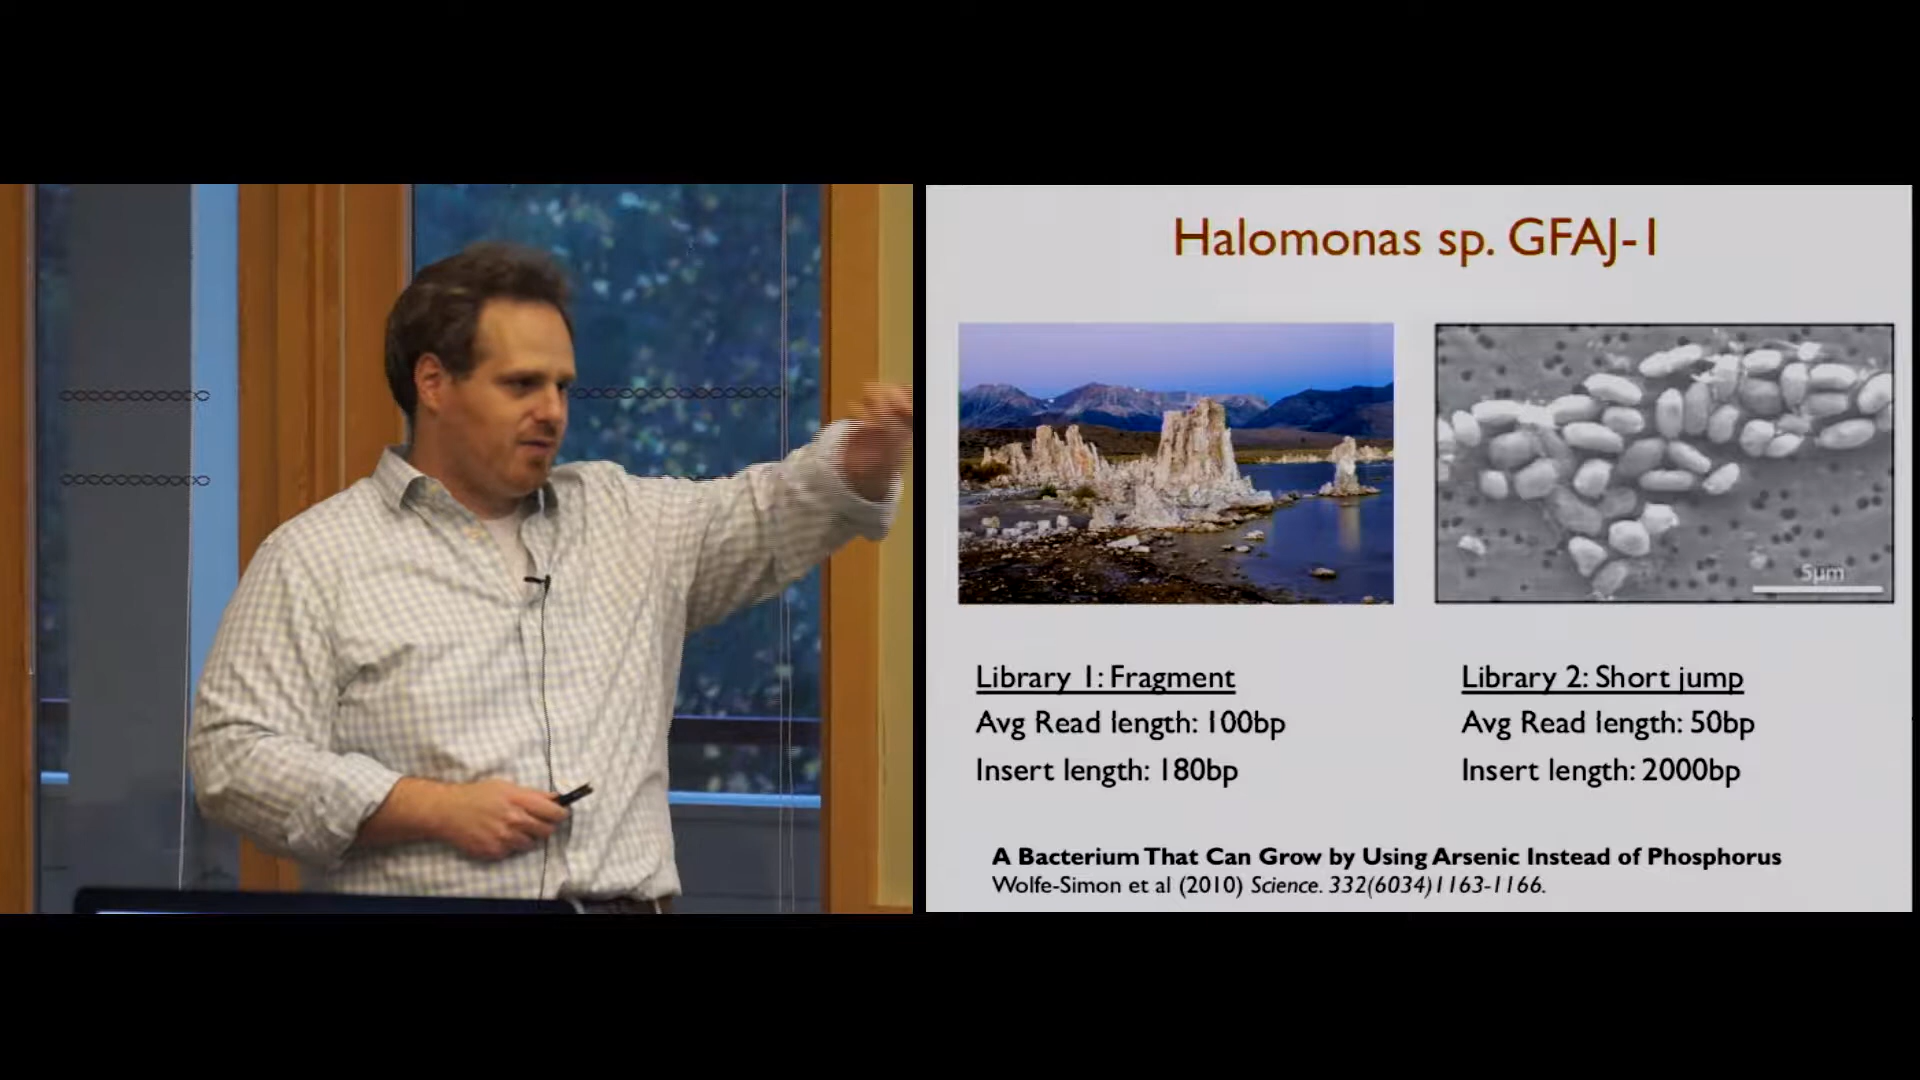 Halomonas sp. GFAJ-1
5µm
Library 1: Fragment
Avg Read length: 100bp
Insert length: 180bp
Library 2: Short jump
Avg Read length: 50bp
Insert length: 2000bp
A Bacterium That Can Grow by Using Arsenic Instead of Phosphorus
Wolfe-Simon et al (2010) Science. 332(6034)1163-1166.